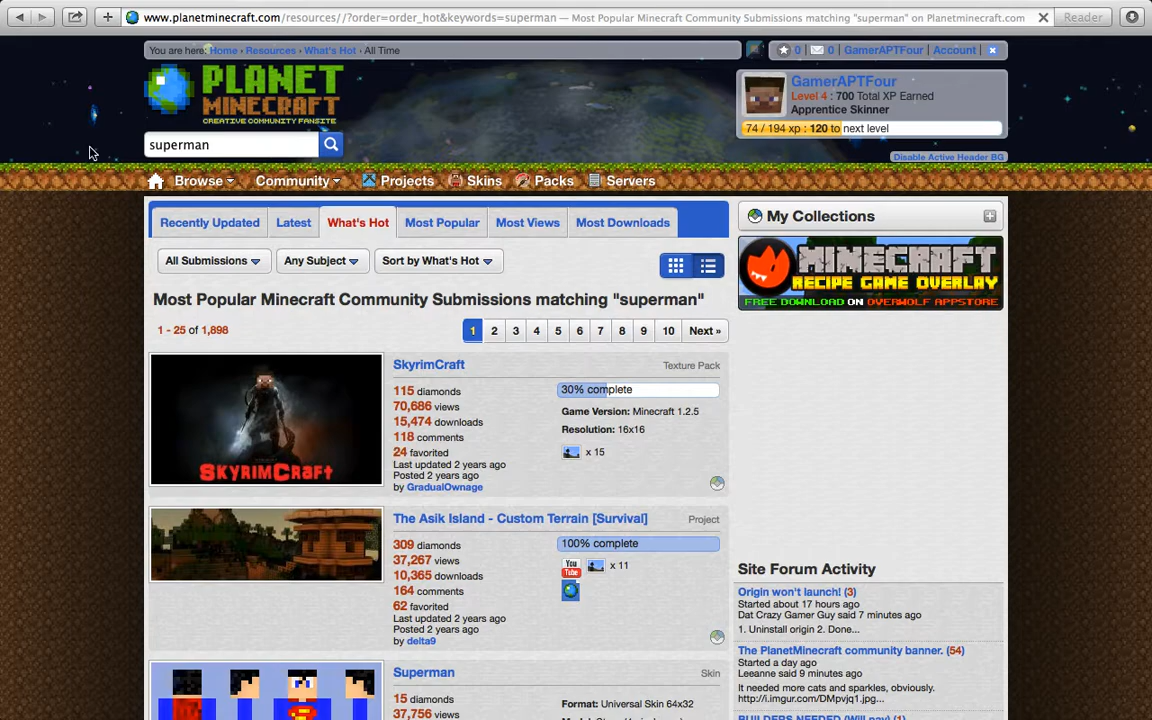 www.planetminecraft.com/resources//?order=order_hot&keywords=superman — Most Popular Minecraft Community Submissions matching "superman" on Planetminecraft.com
Reader
You are here: Home › Resources › What's Hot › All Time
0 | 0 | GamerAPTFour | Account |
PLANET
MINECRAFT
CREATIVE COMMUNITY FANSITE
GamerAPTFour
Level 4 : 700 Total XP Earned
Apprentice Skinner
74 / 194 xp : 120 to next level
superman
Disable Active Header BG
Browse Community Projects Skins Packs Servers
Recently Updated Latest What's Hot Most Popular Most Views Most Downloads
All Submissions Any Subject Sort by What's Hot
Most Popular Minecraft Community Submissions matching "superman"
1 - 25 of 1,898
1 2 3 4 5 6 7 8 9 10 Next »
SKYRIMCRAFT
SkyrimCraft
Texture Pack
115 diamonds
70,686 views
15,474 downloads
118 comments
24 favorited
Last updated 2 years ago
Posted 2 years ago
by GradualOwnage
30% complete
Game Version: Minecraft 1.2.5
Resolution: 16x16
x 15
The Asik Island - Custom Terrain [Survival]
Project
309 diamonds
37,267 views
10,365 downloads
164 comments
62 favorited
Last updated 2 years ago
Posted 2 years ago
by delta9
100% complete
You Tube
x 11
Superman
Skin
15 diamonds
37,756 views
Format: Universal Skin 64x32
My Collections
MINECRAFT
RECIPE GAME OVERLAY
FREE DOWNLOAD ON OVERWOLF APPSTORE
Site Forum Activity
Origin won't launch! (3)
Started about 17 hours ago
Dat Crazy Gamer Guy said 7 minutes ago
1. Uninstall origin 2. Done...
The PlanetMinecraft community banner. (54)
Started a day ago
Leeanne said 9 minutes ago
It needed more cats and sparkles, obviously.
http://i.imgur.com/DMpvjq1.jpg...
BUILDERS NEEDED (Will pay) (1)